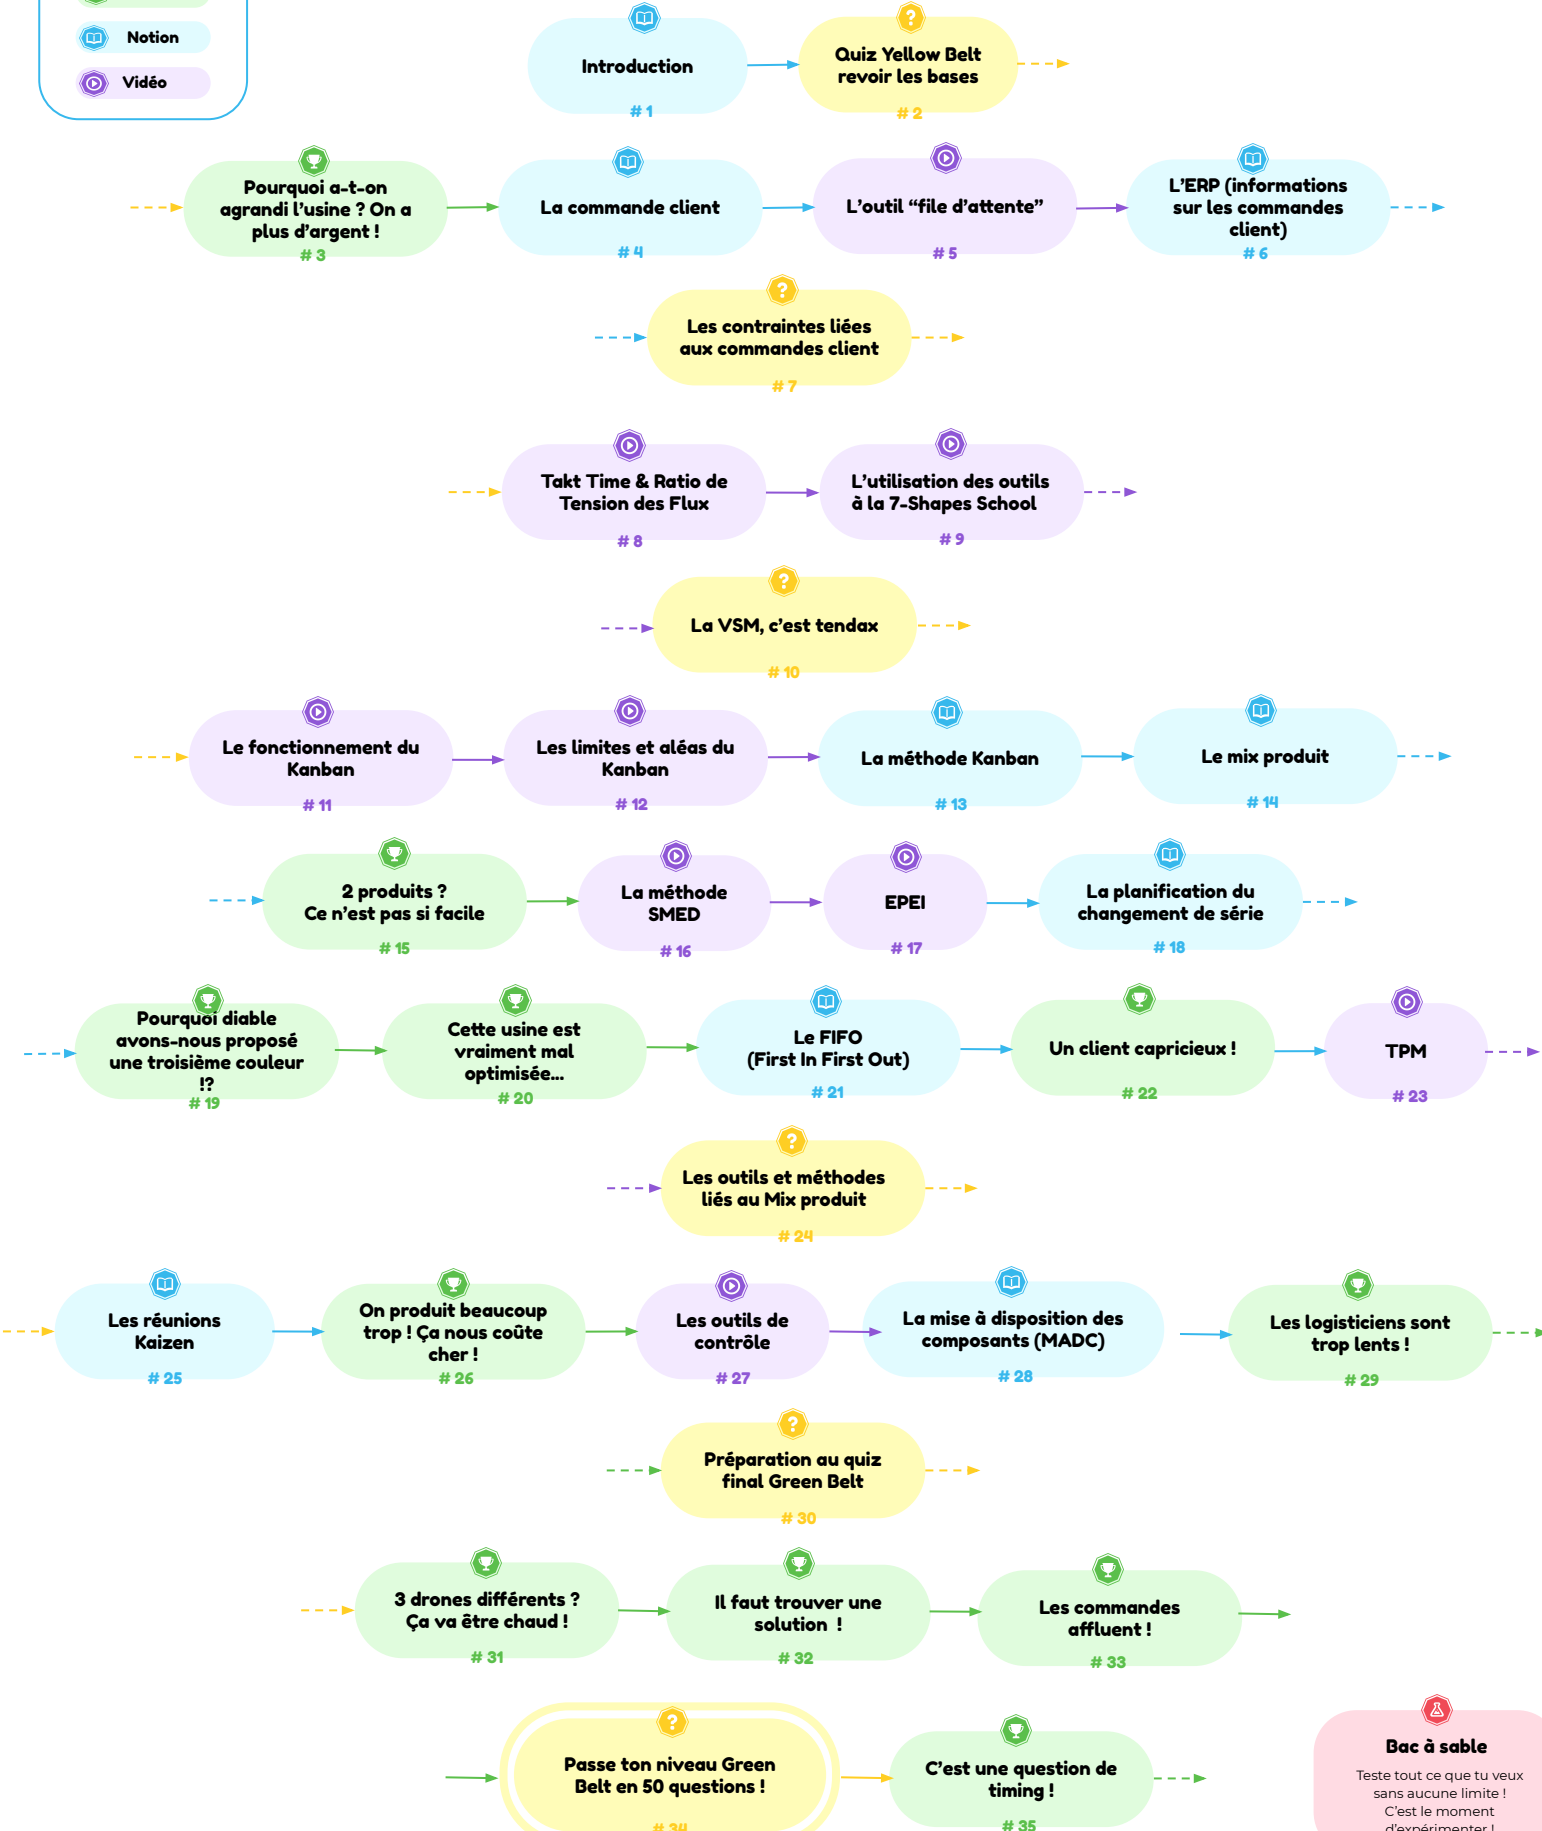 Notion
Vidéo
Introduction
# 1
Quiz Yellow Belt
revoir les bases
# 2
Pourquoi a-t-on
agrandi l’usine ? On a
plus d’argent !
# 3
La commande client
# 4
L’outil “file d’attente”
# 5
L’ERP (informations
sur les commandes
client)
# 6
Les contraintes liées
aux commandes client
# 7
Takt Time & Ratio de
Tension des Flux
# 8
L’utilisation des outils
à la 7-Shapes School
# 9
La VSM, c’est tendax
# 10
Le fonctionnement du
Kanban
# 11
Les limites et aléas du
Kanban
# 12
La méthode Kanban
# 13
Le mix produit
# 14
2 produits ?
Ce n’est pas si facile
# 15
La méthode
SMED
# 16
EPEI
# 17
La planification du
changement de série
# 18
Pourquoi diable
avons-nous proposé
une troisième couleur
!?
# 19
Cette usine est
vraiment mal
optimisée...
# 20
Le FIFO
(First In First Out)
# 21
Un client capricieux !
# 22
TPM
# 23
Les outils et méthodes
liés au Mix produit
# 24
Les réunions
Kaizen
# 25
On produit beaucoup
trop ! Ça nous coûte
cher !
# 26
Les outils de
contrôle
# 27
La mise à disposition des
composants (MADC)
# 28
Les logisticiens sont
trop lents !
# 29
Préparation au quiz
final Green Belt
# 30
3 drones différents ?
Ça va être chaud !
# 31
Il faut trouver une
solution !
# 32
Les commandes
affluent !
# 33
Passe ton niveau Green
Belt en 50 questions !
# 34
C’est une question de
timing !
# 35
Bac à sable
Teste tout ce que tu veux
sans aucune limite !
C’est le moment
d’expérimenter !